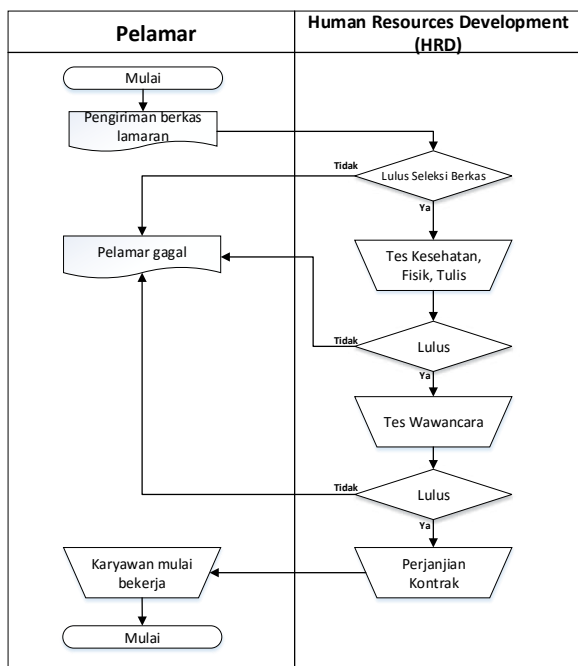 Pelamar
Human Resources Development
(HRD)
Mulai
Pengiriman berkas
lamaran
Tidak
Lulus Seleksi Berkas
Ya
Pelamar gagal
Tes Kesehatan,
Fisik, Tulis
Tidak
Lulus
Ya
Tes Wawancara
Tidak
Lulus
Ya
Karyawan mulai
bekerja
Perjanjian
Kontrak
Mulai